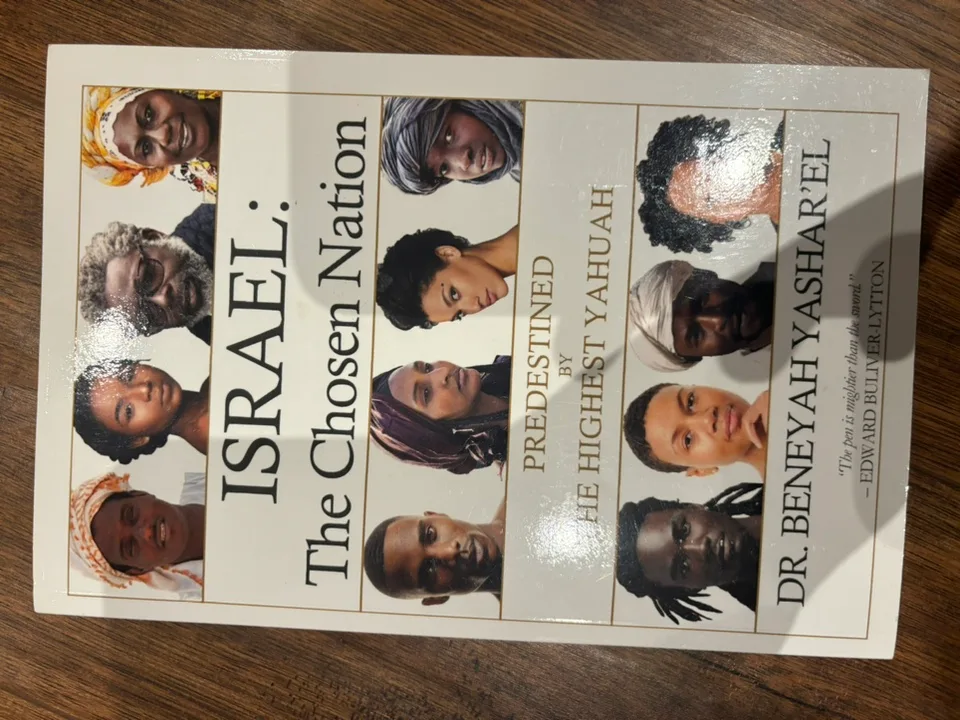 ISRAEL:
The Chosen Nation
PREDESTINED
BY
THE HIGHEST YAHUAH
DR. BENEYAH YASHAR'EL
"The pen is mightier than the sword."
– EDWARD BULIVER-LYTTON